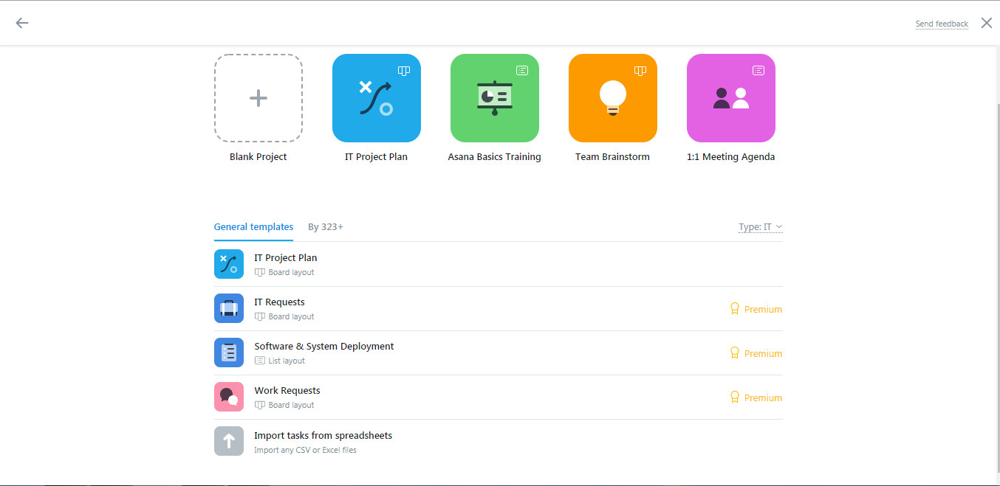 Send feedback
Blank Project
IT Project Plan
Asana Basics Training
Team Brainstorm
1:1 Meeting Agenda
General templates
By 323+
Type: IT
IT Project Plan
Board layout
IT Requests
Board layout
Premium
Software & System Deployment
List layout
Premium
Work Requests
Board layout
Premium
Import tasks from spreadsheets
Import any CSV or Excel files